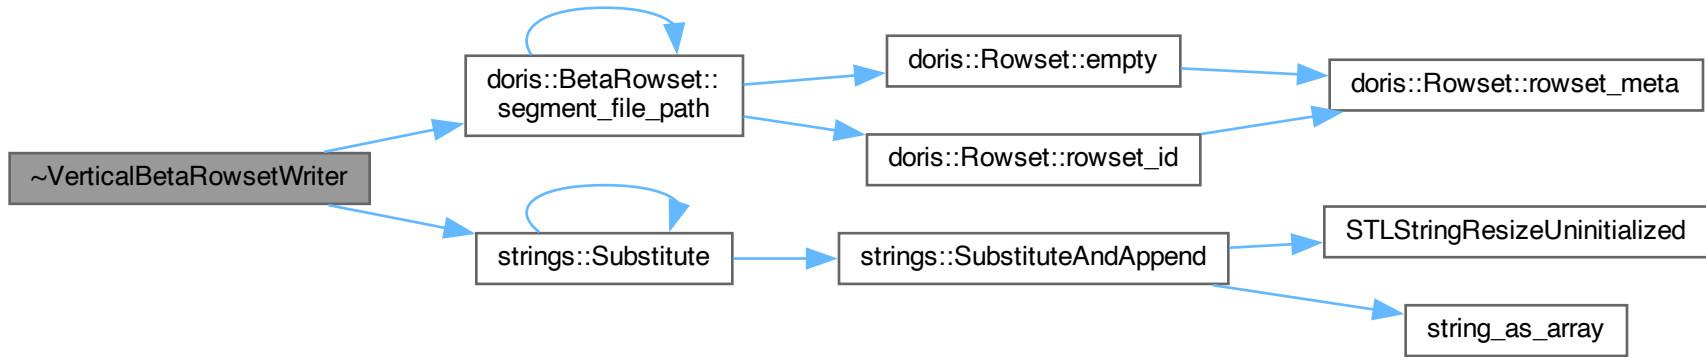 ~VerticalBetaRowsetWriter
doris::BetaRowset::
segment_file_path
doris::Rowset::empty
doris::Rowset::rowset_meta
doris::Rowset::rowset_id
strings::Substitute
strings::SubstituteAndAppend
STLStringResizeUninitialized
string_as_array